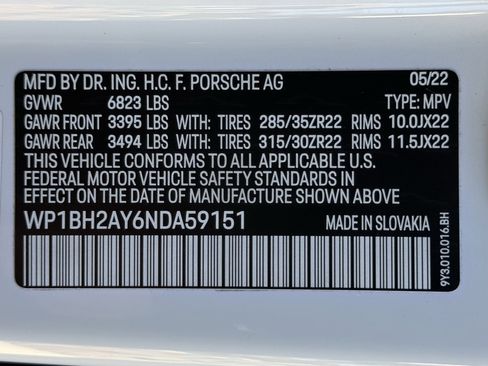 MFD BY DR. ING. H.C. F. PORSCHE AG 05/22
GVWR 6823 LBS TYPE: MPV
GAWR FRONT 3395 LBS WITH: TIRES 285/35ZR22 RIMS 10.0JX22
GAWR REAR 3494 LBS WITH: TIRES 315/30ZR22 RIMS 11.5JX22
THIS VEHICLE CONFORMS TO ALL APPLICABLE U.S.
FEDERAL MOTOR VEHICLE SAFETY STANDARDS IN
EFFECT ON THE DATE OF MANUFACTURE SHOWN ABOVE
WP1BH2AY6NDA59151 MADE IN SLOVAKIA
9Y3.010.016.BH